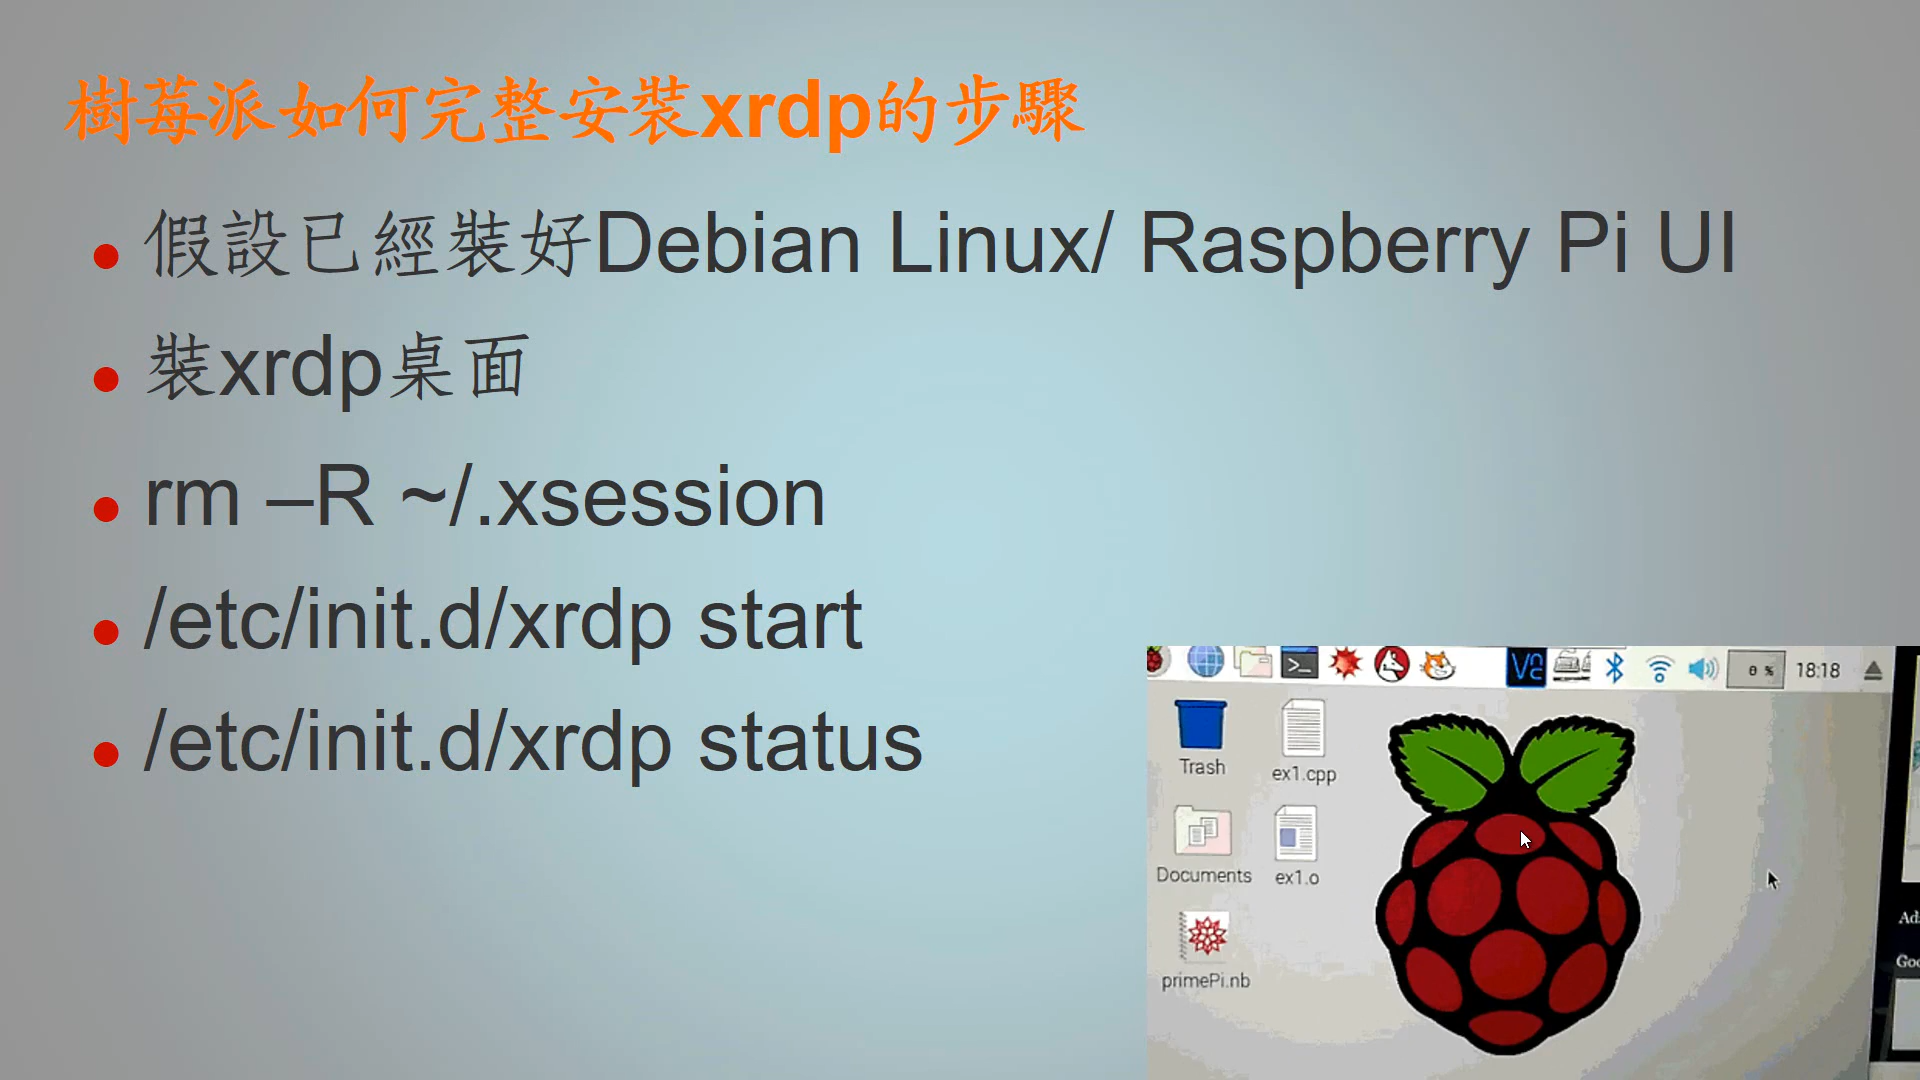 樹莓派如何完整安裝xrdp的步驟
假設已經裝好Debian Linux/ Raspberry Pi UI
裝xrdp桌面
rm –R ~/.xsession
/etc/init.d/xrdp start
/etc/init.d/xrdp status
0 %
18:18
Trash
ex1.cpp
Documents
ex1.o
primePi.nb